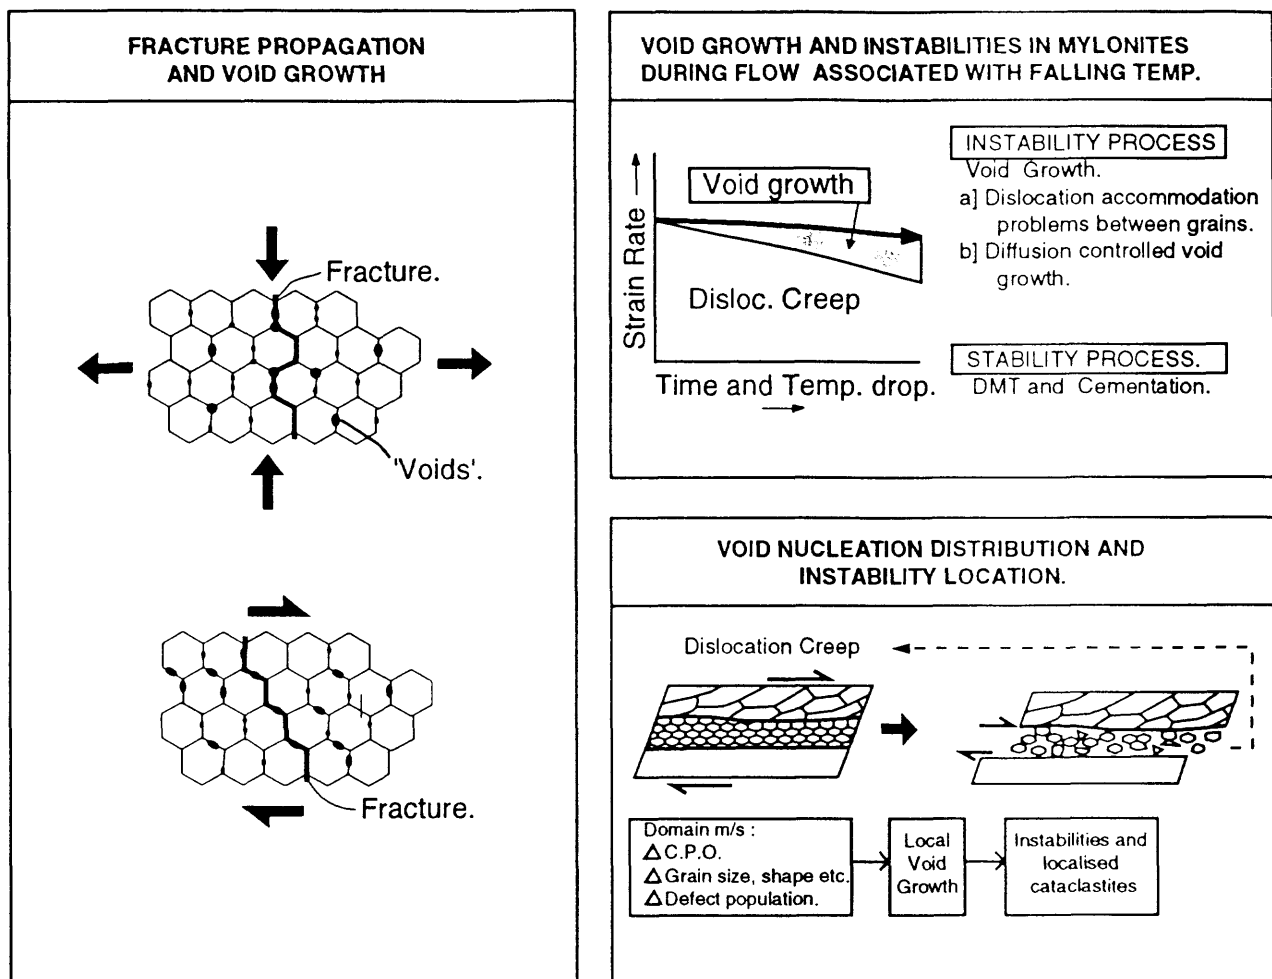 FRACTURE PROPAGATION
AND VOID GROWTH
Fracture.
'Voids'.
Fracture.
VOID GROWTH AND INSTABILITIES IN MYLONITES
DURING FLOW ASSOCIATED WITH FALLING TEMP.
Strain Rate
Void growth
Disloc. Creep
Time and Temp. drop.
INSTABILITY PROCESS
Void Growth.
a] Dislocation accommodation
problems between grains.
b] Diffusion controlled void
growth.
STABILITY PROCESS.
DMT and Cementation.
VOID NUCLEATION DISTRIBUTION AND
INSTABILITY LOCATION.
Dislocation Creep
Domain m/s :
Δ C.P.O.
Δ Grain size, shape etc.
Δ Defect population.
Local
Void
Growth
Instabilities and
localised
cataclastites